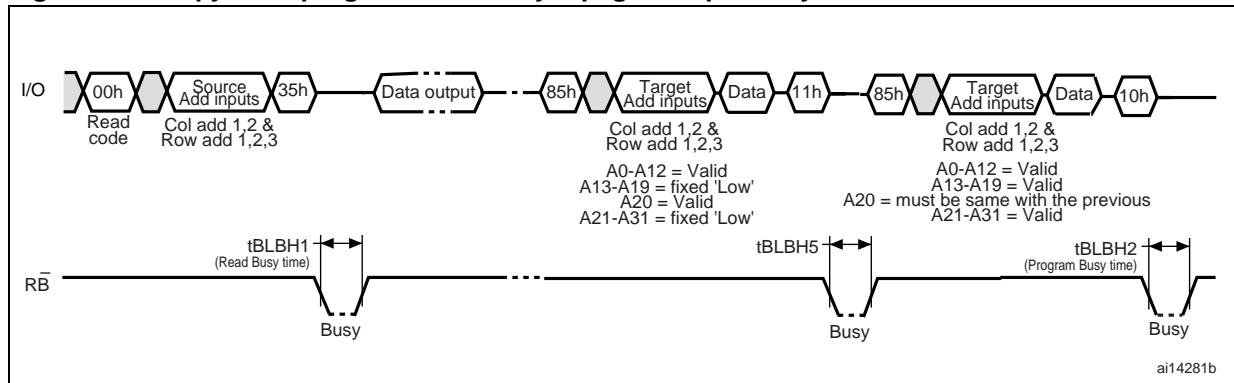 I/O 00h Source Add inputs 35h Data output 85h Target Add inputs Data 11h 85h Target Add inputs Data 10h
Read code
Col add 1,2 &
Row add 1,2,3
Col add 1,2 &
Row add 1,2,3
A0-A12 = Valid
A13-A19 = fixed 'Low'
A20 = Valid
A21-A31 = fixed 'Low'
Col add 1,2 &
Row add 1,2,3
A0-A12 = Valid
A13-A19 = Valid
A20 = must be same with the previous
A21-A31 = Valid
tBLBH1
(Read Busy time)
tBLBH5
tBLBH2
(Program Busy time)
RB
Busy
Busy
Busy
ai14281b